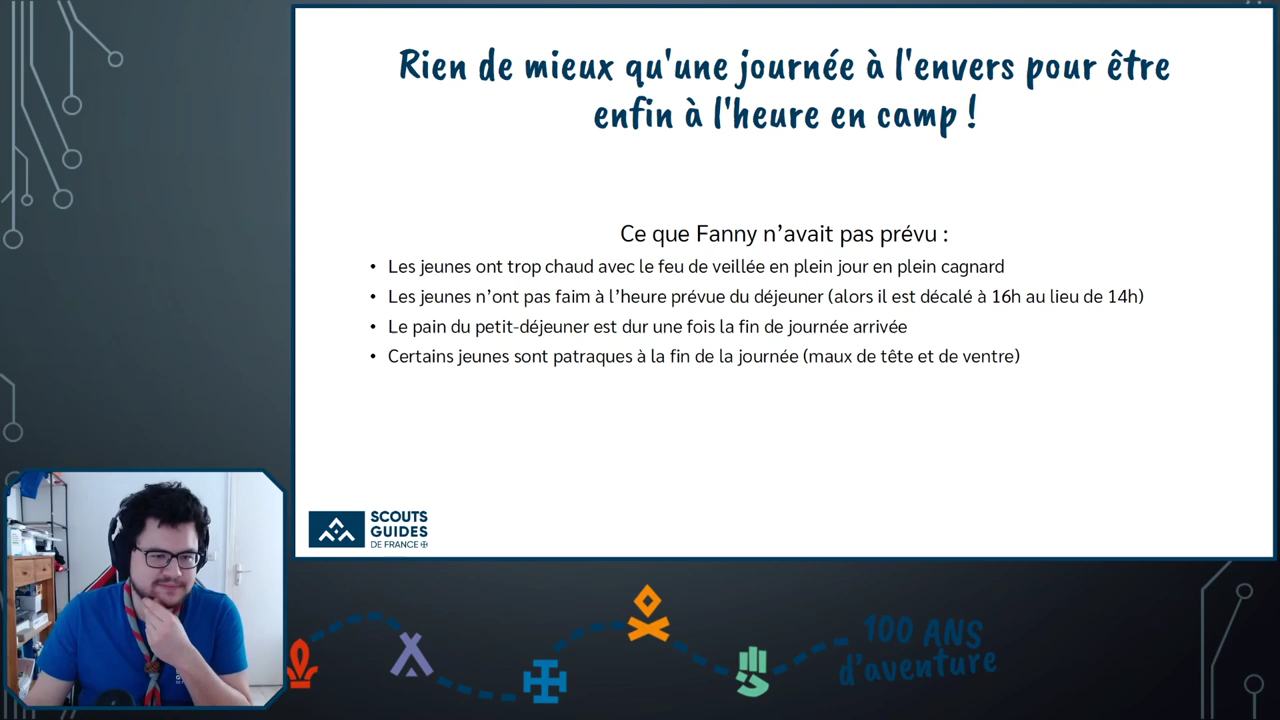 Rien de mieux qu'une journée à l'envers pour être
enfin à l'heure en camp !
Ce que Fanny n’avait pas prévu :
• Les jeunes ont trop chaud avec le feu de veillée en plein jour en plein cagnard
• Les jeunes n’ont pas faim à l’heure prévue du déjeuner (alors il est décalé à 16h au lieu de 14h)
• Le pain du petit-déjeuner est dur une fois la fin de journée arrivée
• Certains jeunes sont patraques à la fin de la journée (maux de tête et de ventre)
SCOUTS
GUIDES
DE FRANCE
100 ANS
d'aventure